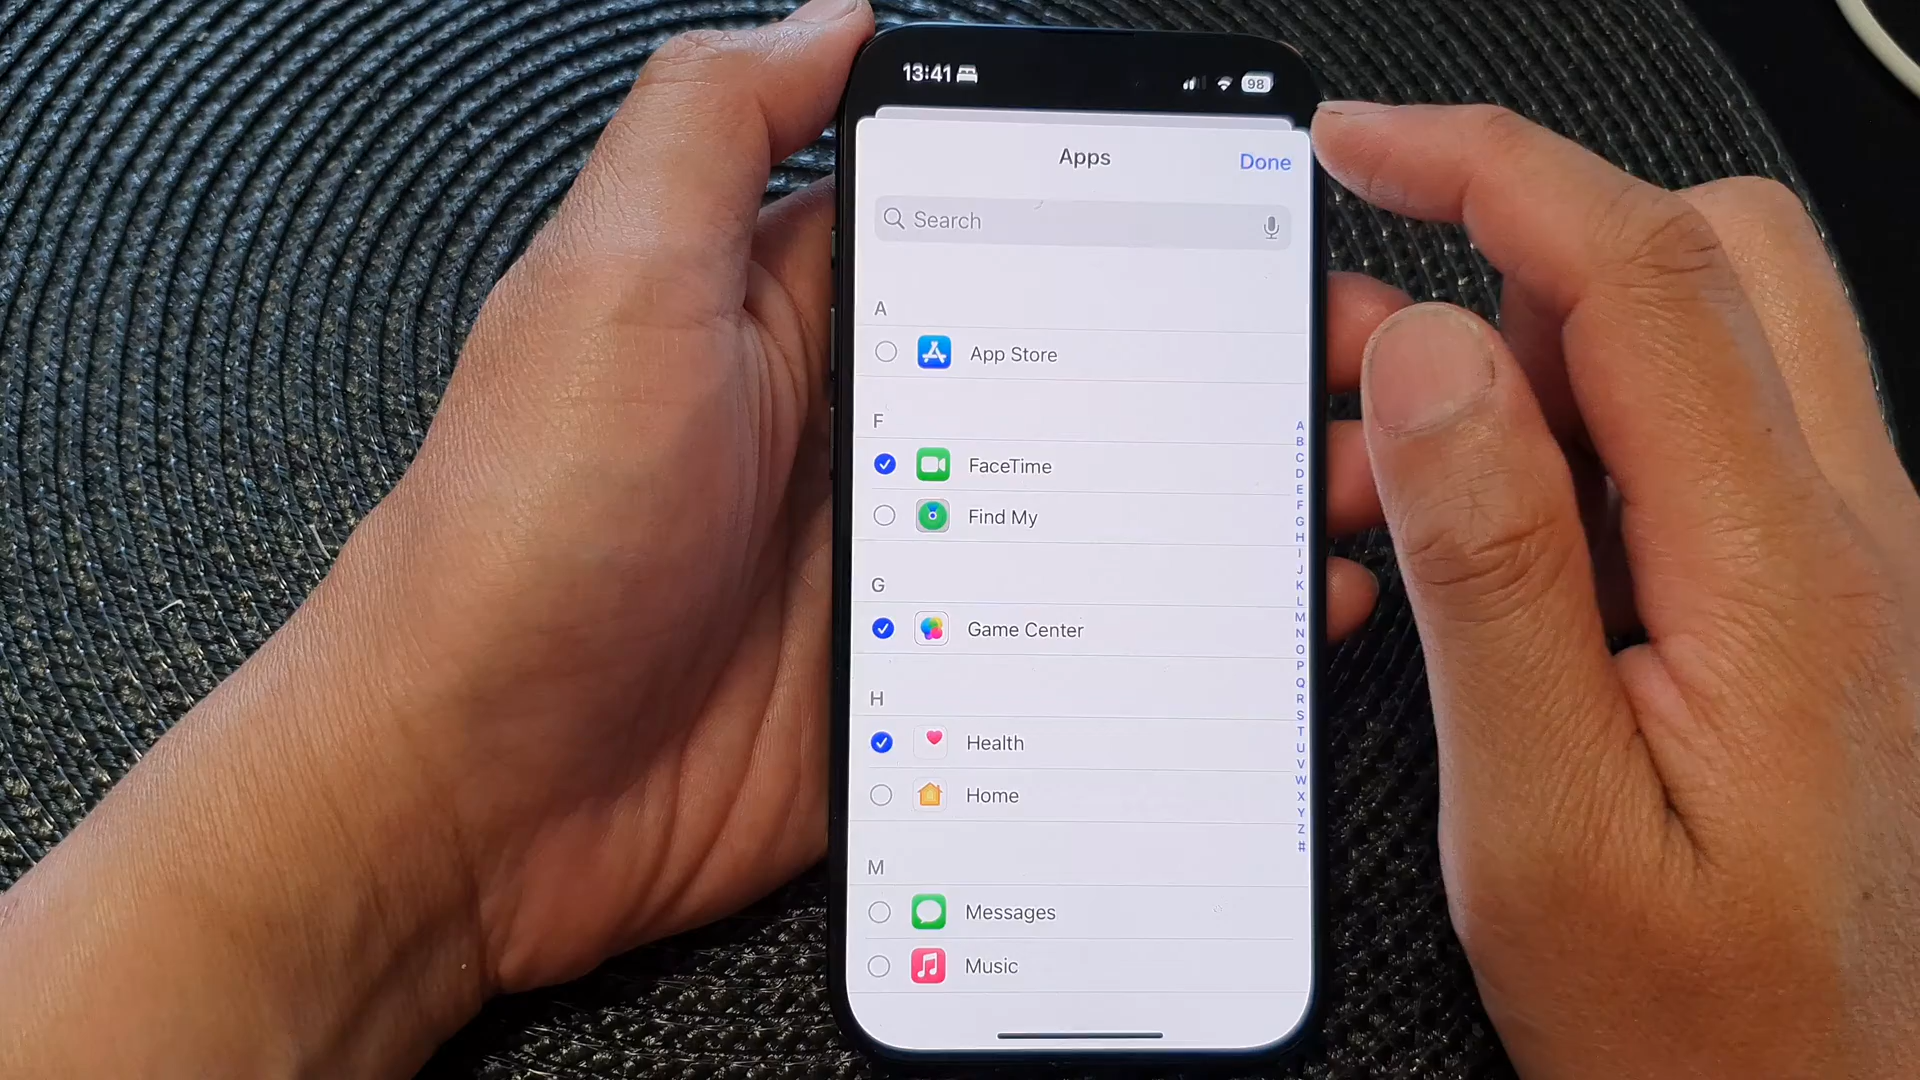 13:41
98
Apps
Done
Search
A
App Store
F
FaceTime
Find My
G
Game Center
H
Health
Home
M
Messages
Music
A
B
C
D
E
F
G
H
I
J
K
L
M
N
O
P
Q
R
S
T
U
V
W
X
Y
Z
#